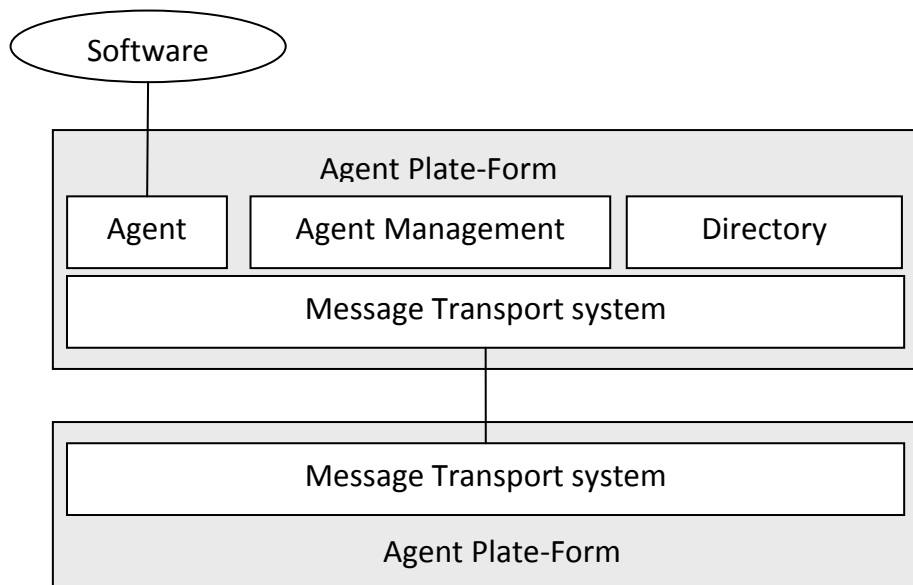 Software
Agent Plate-Form
Agent
Agent Management
Directory
Message Transport system
Message Transport system
Agent Plate-Form